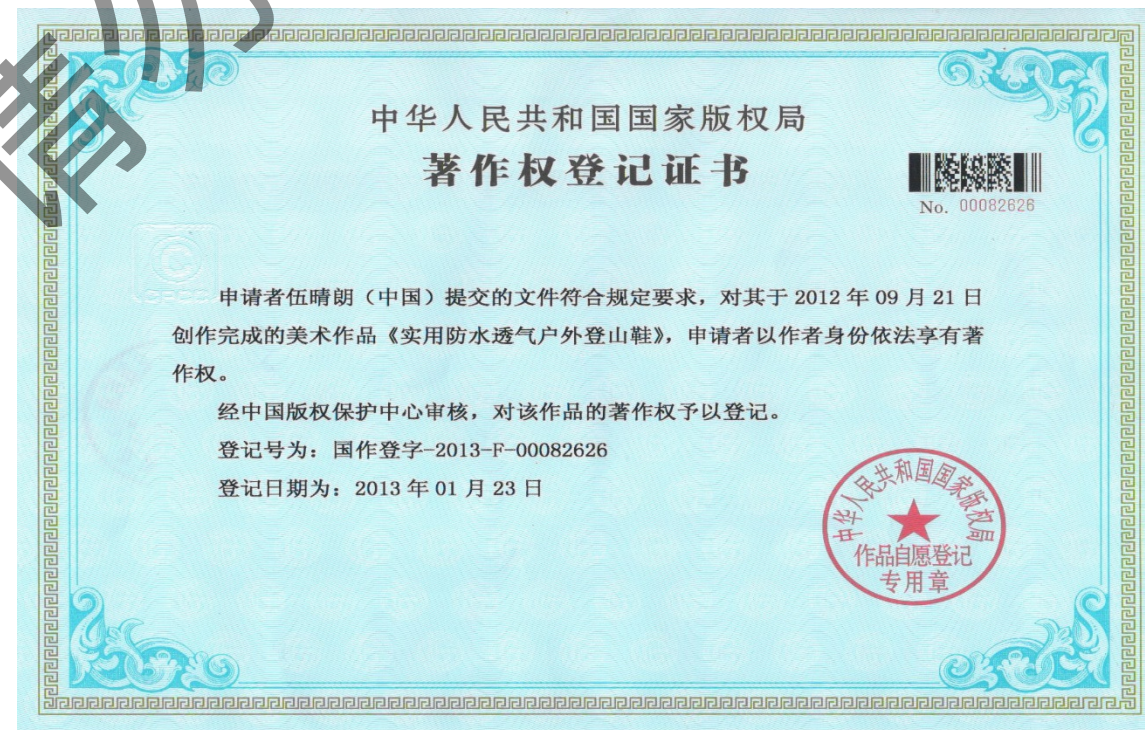 请勿
中华人民共和国国家版权局
著作权登记证书
No. 00082626
申请者伍晴朗（中国）提交的文件符合规定要求，对其于 2012 年 09 月 21 日
创作完成的美术作品《实用防水透气户外登山鞋》，申请者以作者身份依法享有著
作权。
经中国版权保护中心审核，对该作品的著作权予以登记。
登记号为：国作登字-2013-F-00082626
登记日期为：2013 年 01 月 23 日
中华人民共和国国家版权局
作品自愿登记
专用章